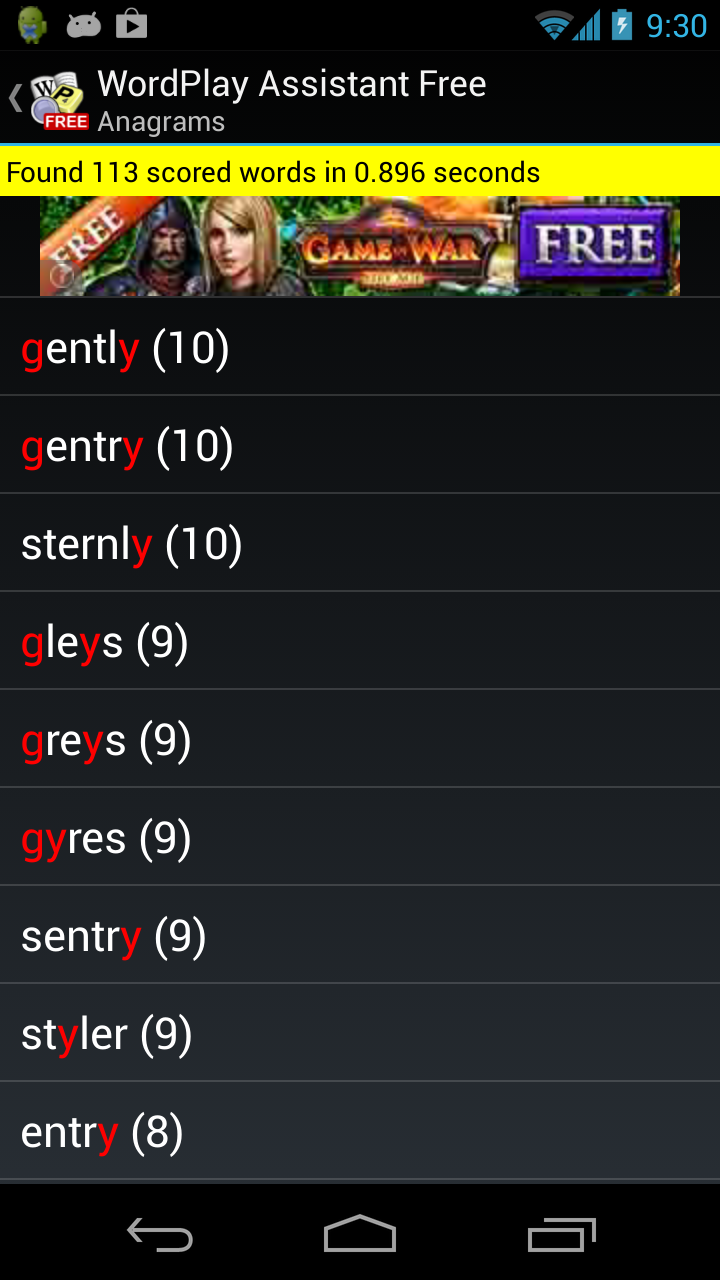 9:30
WordPlay Assistant Free
W P FREE
Anagrams
Found 113 scored words in 0.896 seconds
FREE
GAME OF WAR
FREE
gently (10)
gentry (10)
sternly (10)
gleys (9)
greys (9)
gyres (9)
sentry (9)
styler (9)
entry (8)